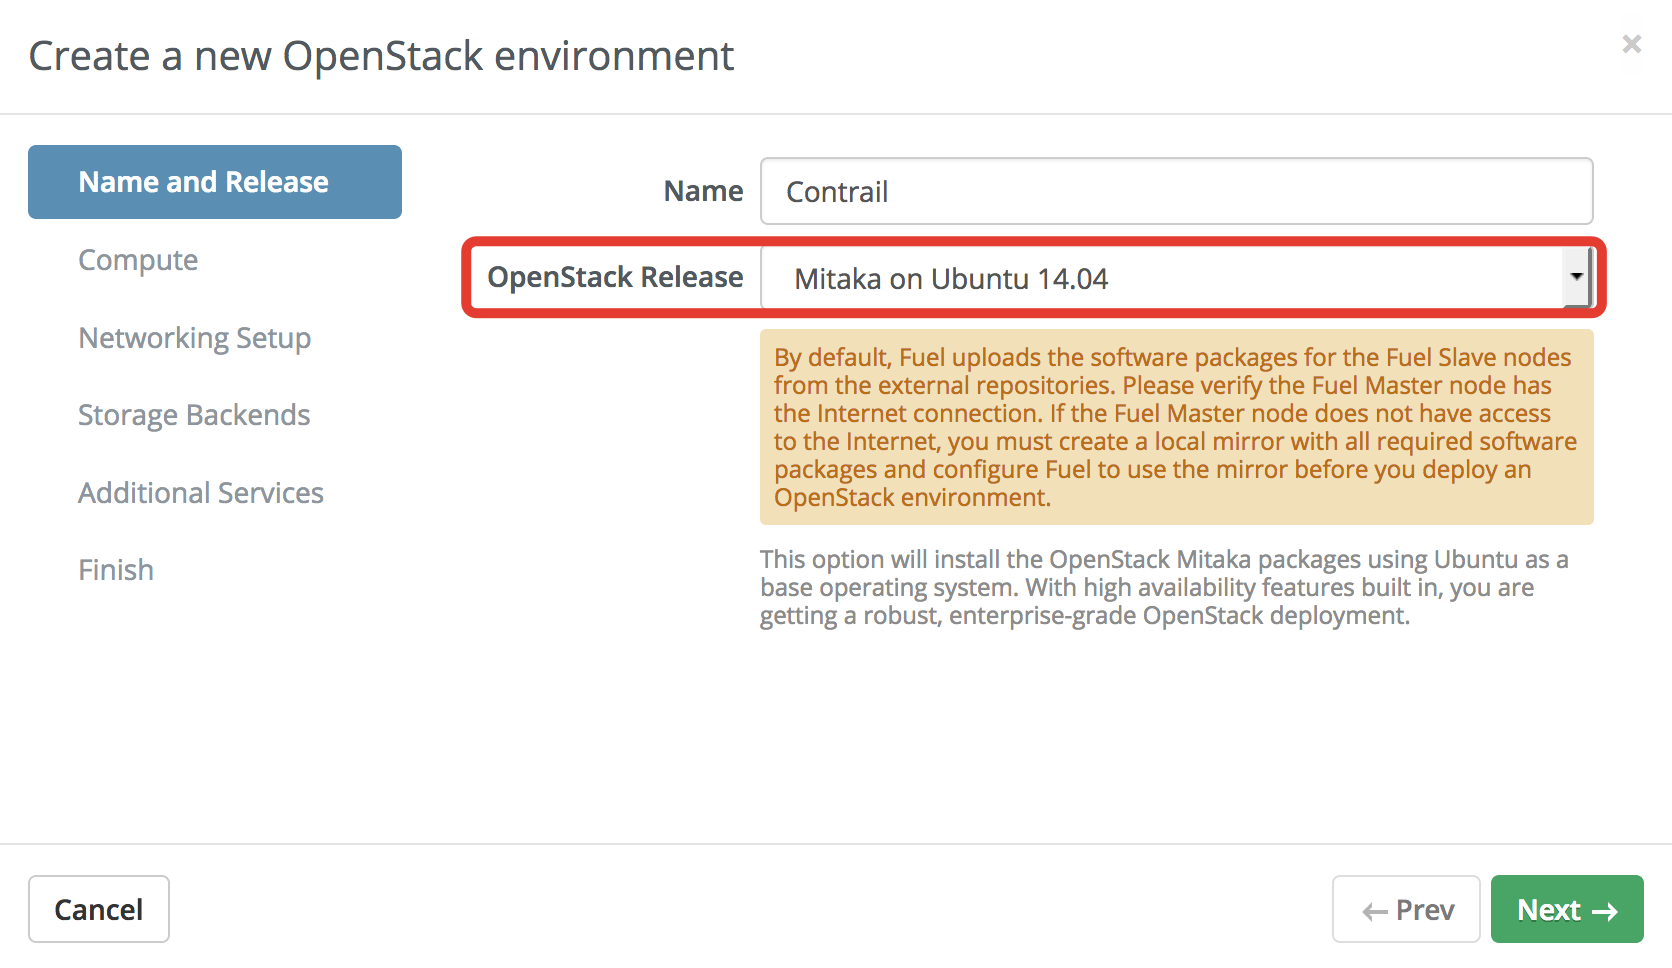 Create a new OpenStack environment
×
Name and Release
Compute
Networking Setup
Storage Backends
Additional Services
Finish
Name
Contrail
OpenStack Release
Mitaka on Ubuntu 14.04
By default, Fuel uploads the software packages for the Fuel Slave nodes
from the external repositories. Please verify the Fuel Master node has
the Internet connection. If the Fuel Master node does not have access
to the Internet, you must create a local mirror with all required software
packages and configure Fuel to use the mirror before you deploy an
OpenStack environment.
This option will install the OpenStack Mitaka packages using Ubuntu as a
base operating system. With high availability features built in, you are
getting a robust, enterprise-grade OpenStack deployment.
Cancel
← Prev
Next →